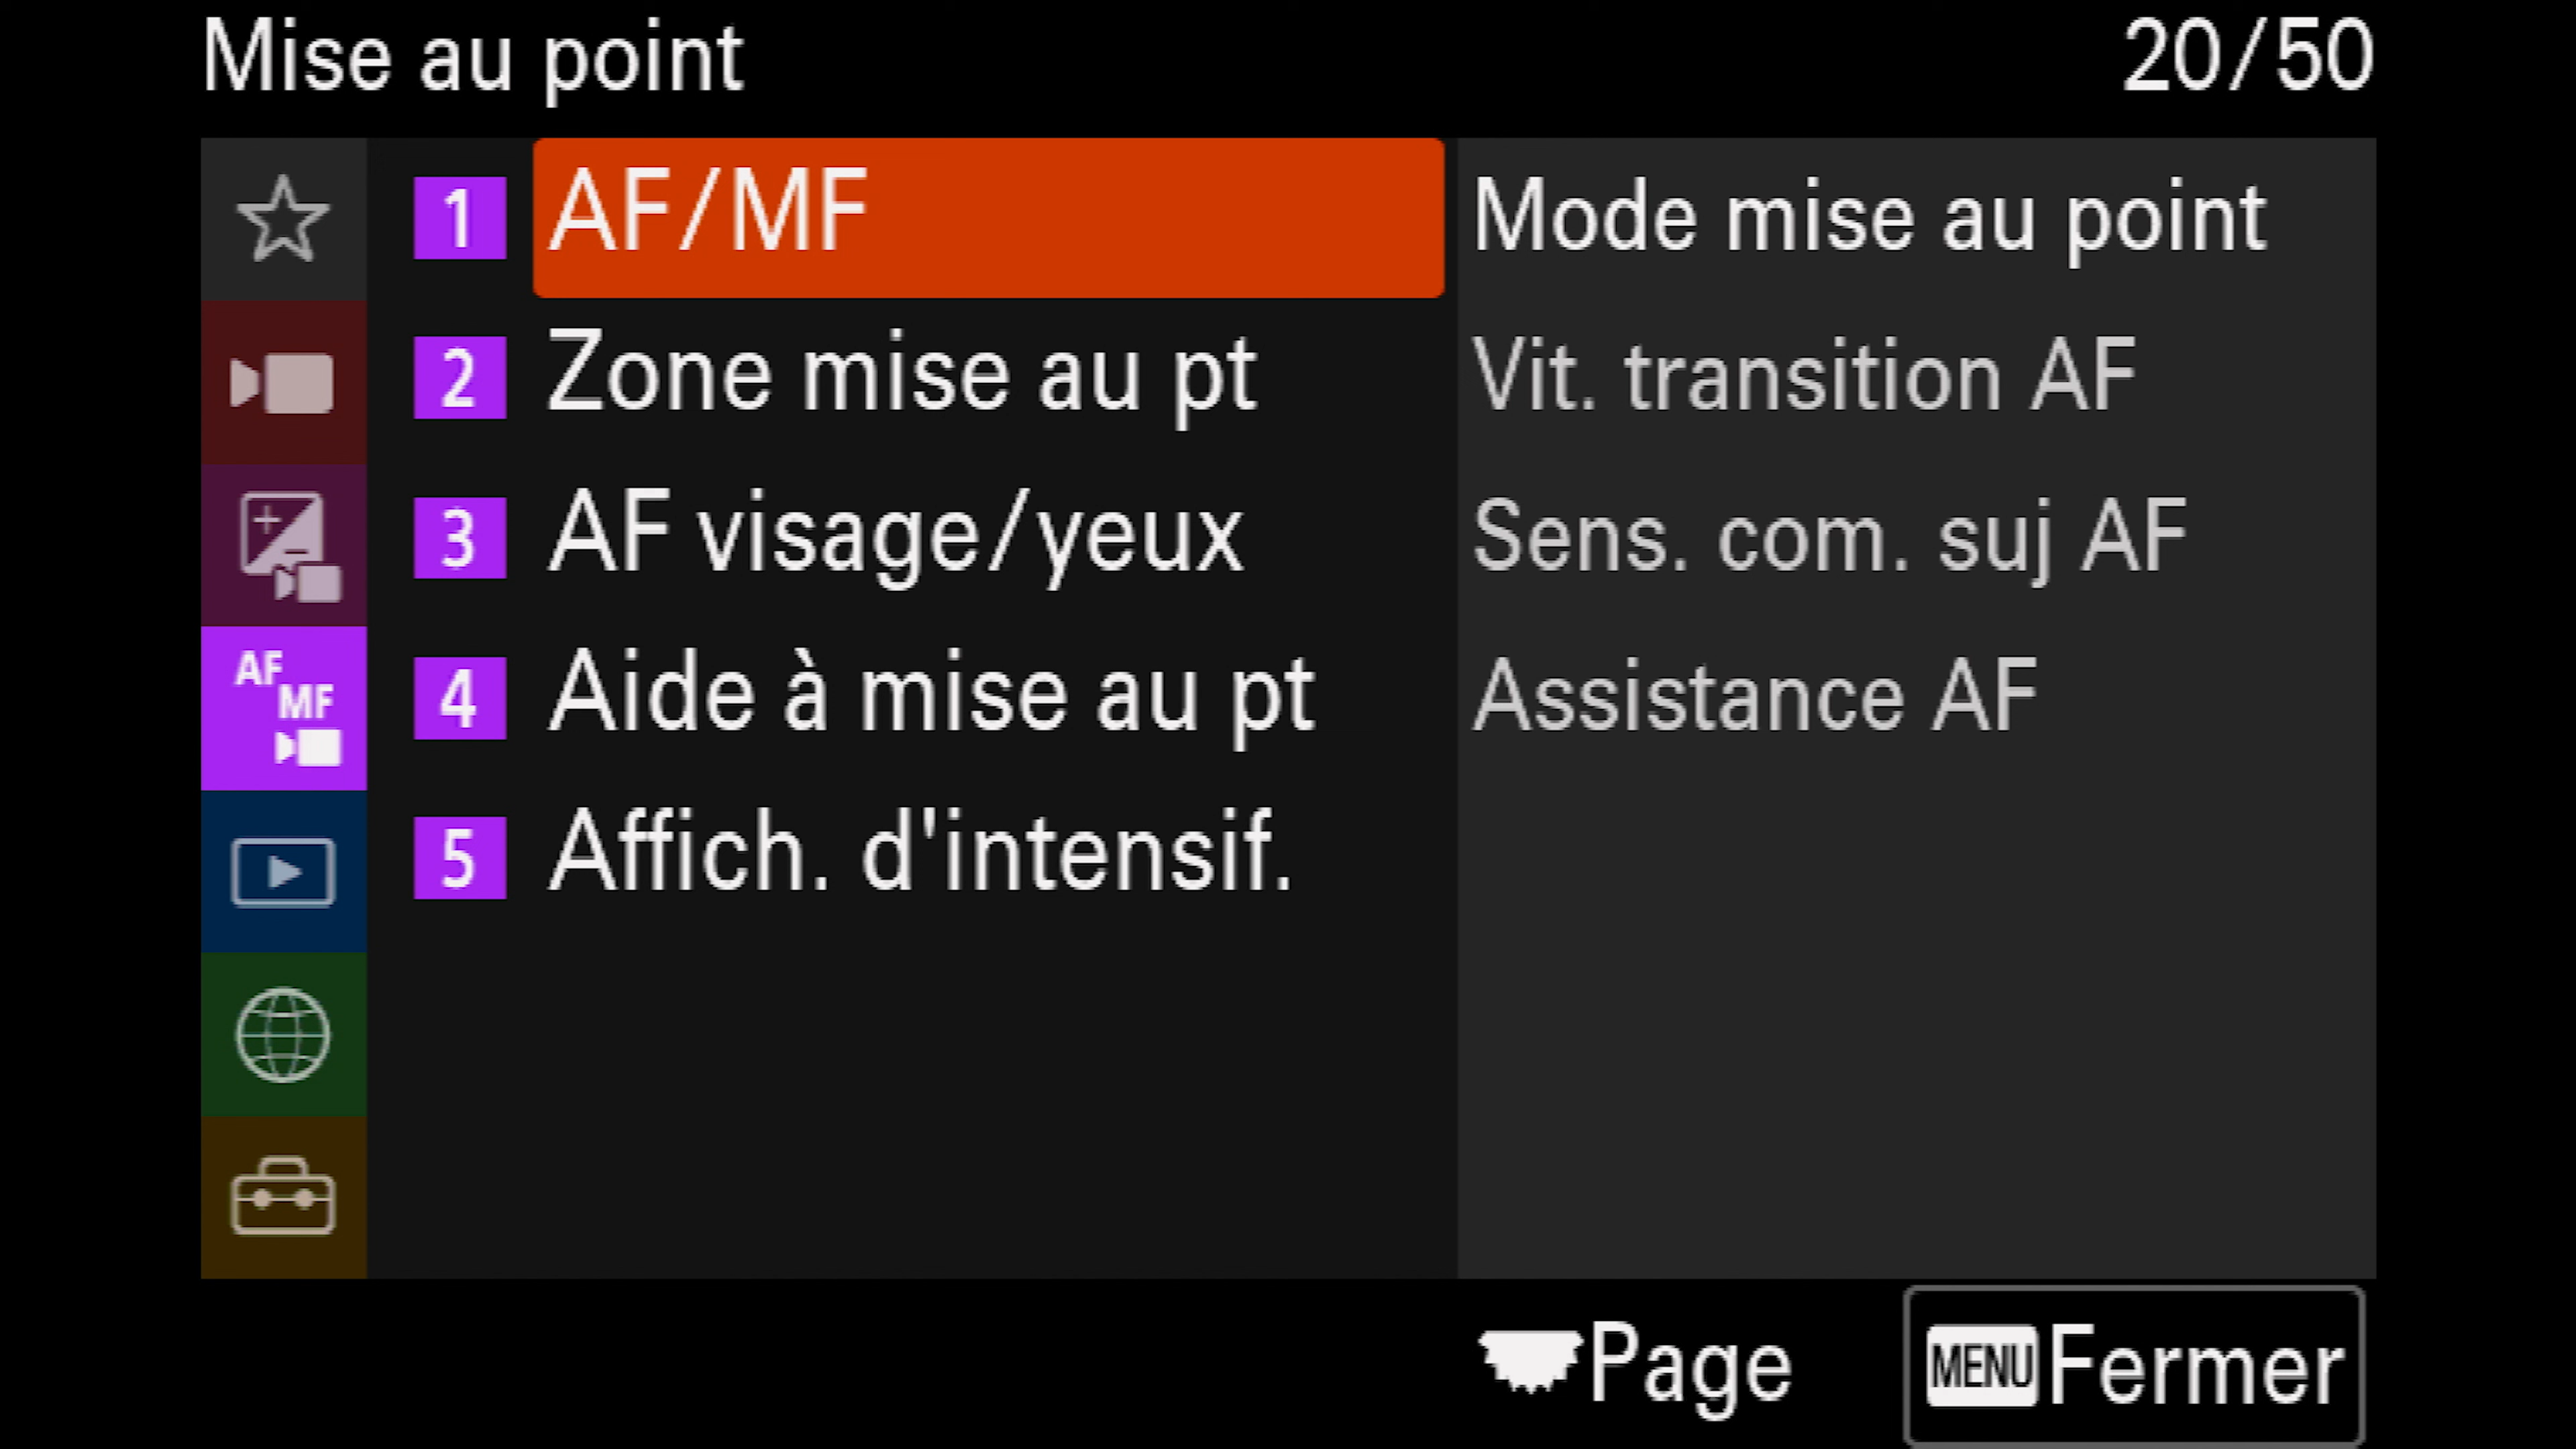 Mise au point
20/50
1 AF/MF
2 Zone mise au pt
3 AF visage/yeux
4 Aide à mise au pt
5 Affich. d'intensif.
AF
MF
Mode mise au point
Vit. transition AF
Sens. com. suj AF
Assistance AF
Page
MENU Fermer